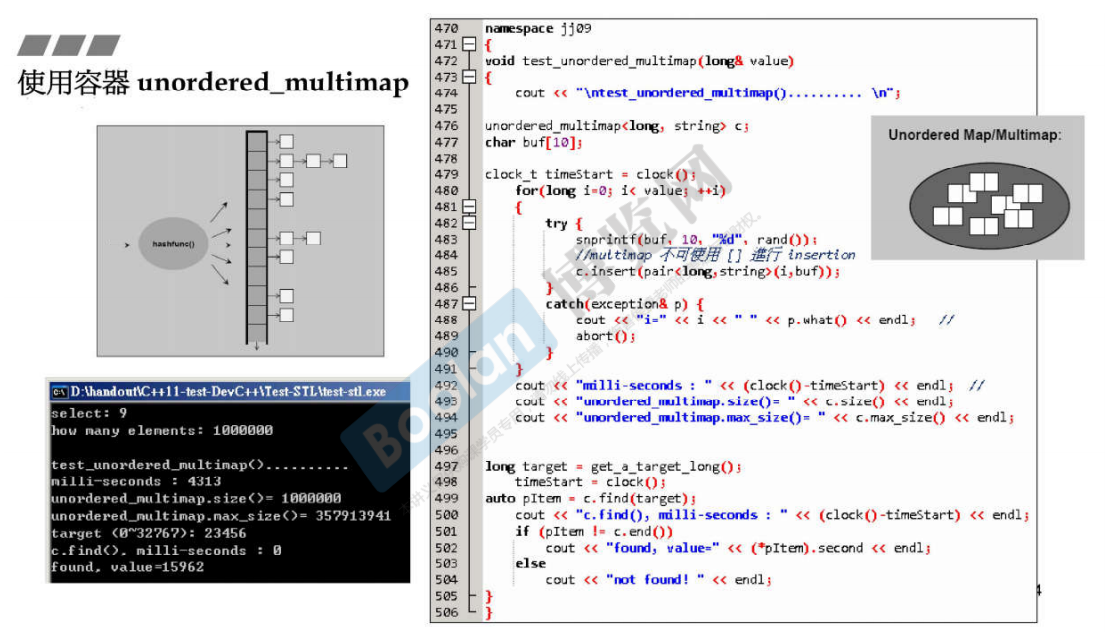 使用容器 unordered_multimap
hashfunc()
D:\handout\C++11-test-DevC++\Test-STL\test-stl.exe
select: 9
how many elements: 1000000
test_unordered_multimap()..........
milli-seconds : 4313
unordered_multimap.size()= 1000000
unordered_multimap.max_size()= 357913941
target (0~32767): 23456
c.find(), milli-seconds : 0
found, value=15962
470 namespace jj09
471 {
472 void test_unordered_multimap(long& value)
473 {
474 cout << "\ntest_unordered_multimap().......... \n";
475
476 unordered_multimap<long, string> c;
477 char buf[10];
478
479 clock_t timeStart = clock();
480 for(long i=0; i< value; ++i)
481 {
482 try {
483 snprintf(buf, 10, "%d", rand());
484 //multimap 不可使用 [] 進行 insertion
485 c.insert(pair<long,string>(i,buf));
486 }
487 catch(exception& p) {
488 cout << "i=" << i << " " << p.what() << endl; //
489 abort();
490 }
491 }
492 cout << "milli-seconds : " << (clock()-timeStart) << endl; //
493 cout << "unordered_multimap.size()= " << c.size() << endl;
494 cout << "unordered_multimap.max_size()= " << c.max_size() << endl;
495
496
497 long target = get_a_target_long();
498 timeStart = clock();
499 auto pItem = c.find(target);
500 cout << "c.find(), milli-seconds : " << (clock()-timeStart) << endl;
501 if (pItem != c.end())
502 cout << "found, value=" << (*pItem).second << endl;
503 else
504 cout << "not found! " << endl;
505 }
506 }
Unordered Map/Multimap:
Boolan
博览网
4